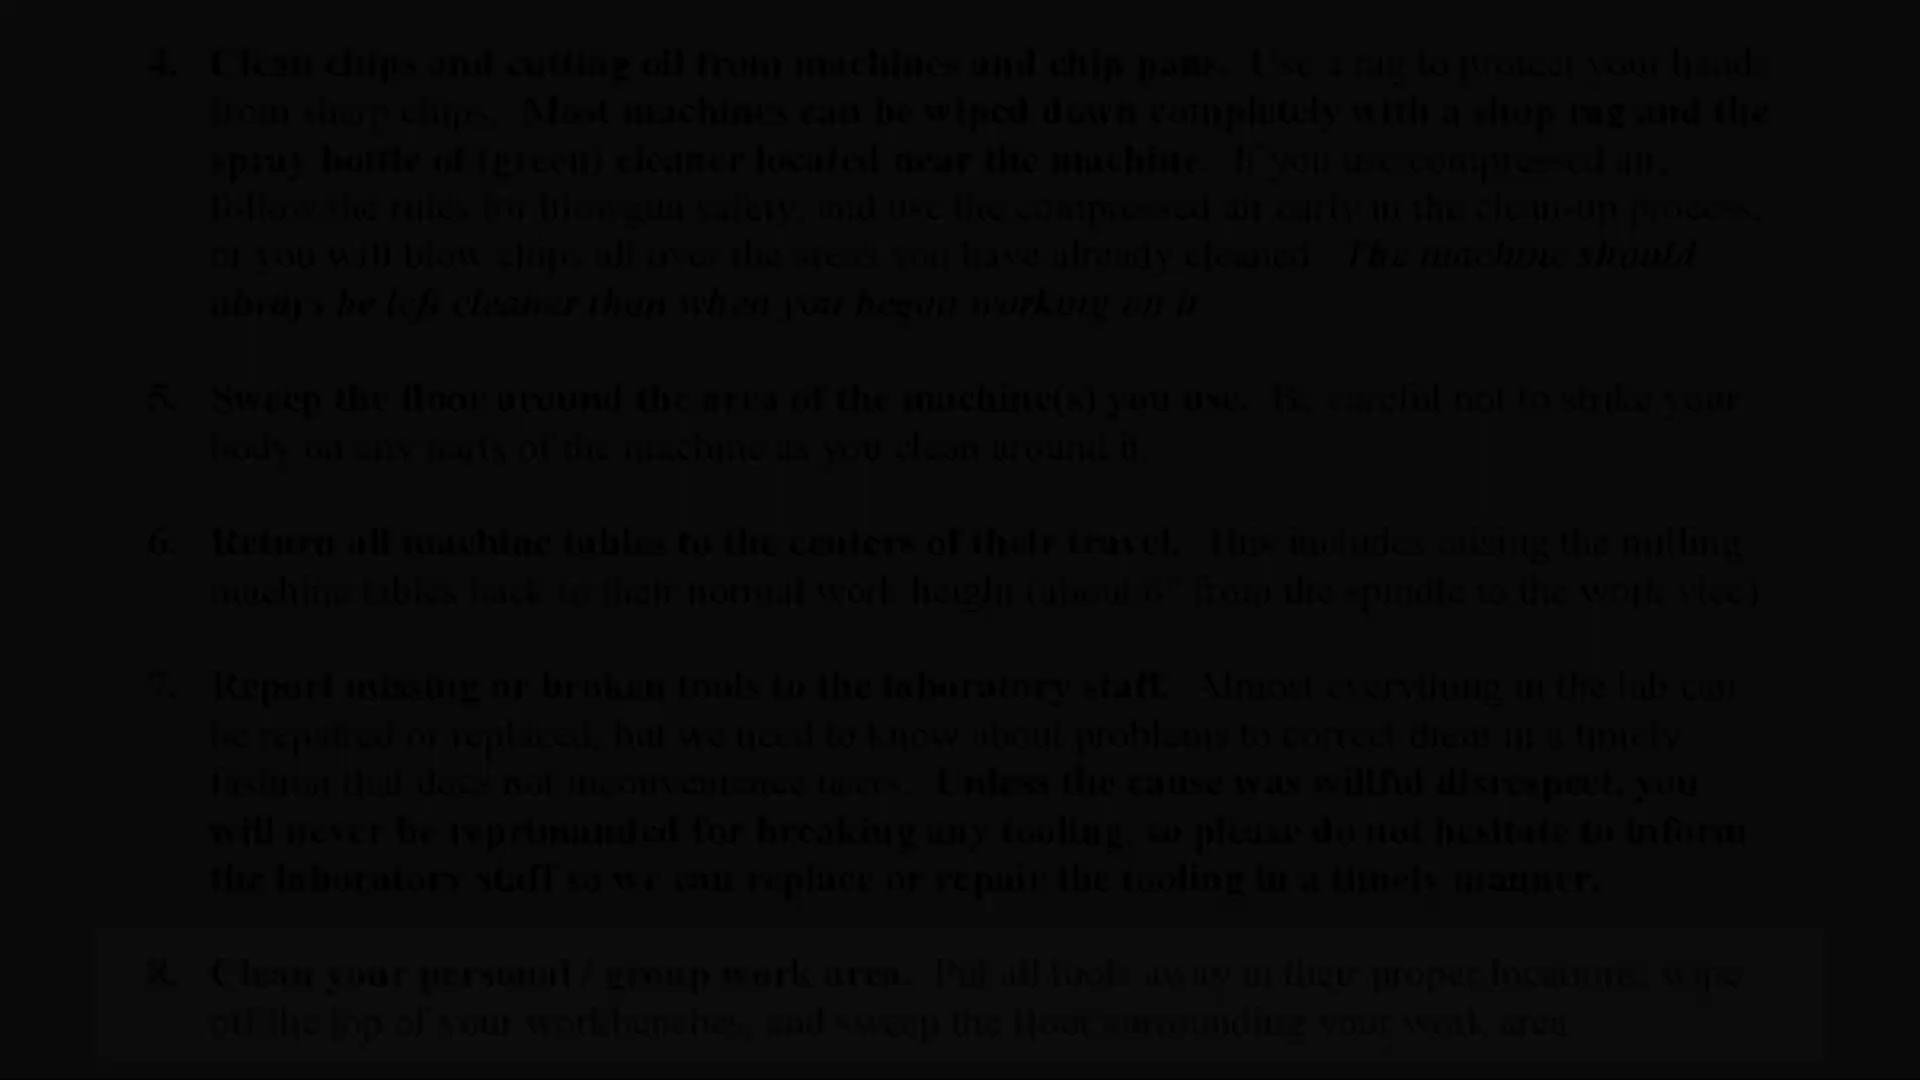 4. Clean chips and cutting oil from machines and chip pans. Use a rag to protect your hands
from sharp chips. Most machines can be wiped down completely with a shop rag and the
spray bottle of (green) cleaner located near the machine. If you use compressed air,
follow the rules for blowgun safety, and use the compressed air early in the clean-up process,
or you will blow chips all over the areas you have already cleaned. The machine should
always be left cleaner than when you began working on it.
5. Sweep the floor around the area of the machine(s) you use. Be careful not to strike your
body on any parts of the machine as you clean around it.
6. Return all machine tables to the centers of their travel. This includes raising the milling
machine tables back to their normal work height (about 6" from the spindle to the work vice)
7. Report missing or broken tools to the laboratory staff. Almost everything in the lab can
be repaired or replaced, but we need to know about problems to correct them in a timely
fashion that does not inconvenience users. Unless the cause was willful disrespect, you
will never be reprimanded for breaking any tooling, so please do not hesitate to inform
the laboratory staff so we can replace or repair the tooling in a timely manner.
8. Clean your personal / group work area. Put all tools away in their proper locations, wipe
off the top of your workbenches, and sweep the floor surrounding your work area